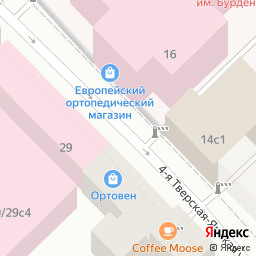 им. Бурден
16
Европейский
ортопедический
магазин
14с1
29
4-я Тверская-Я
Ортовен
/29с4
Coffee Moose
© Яндекс